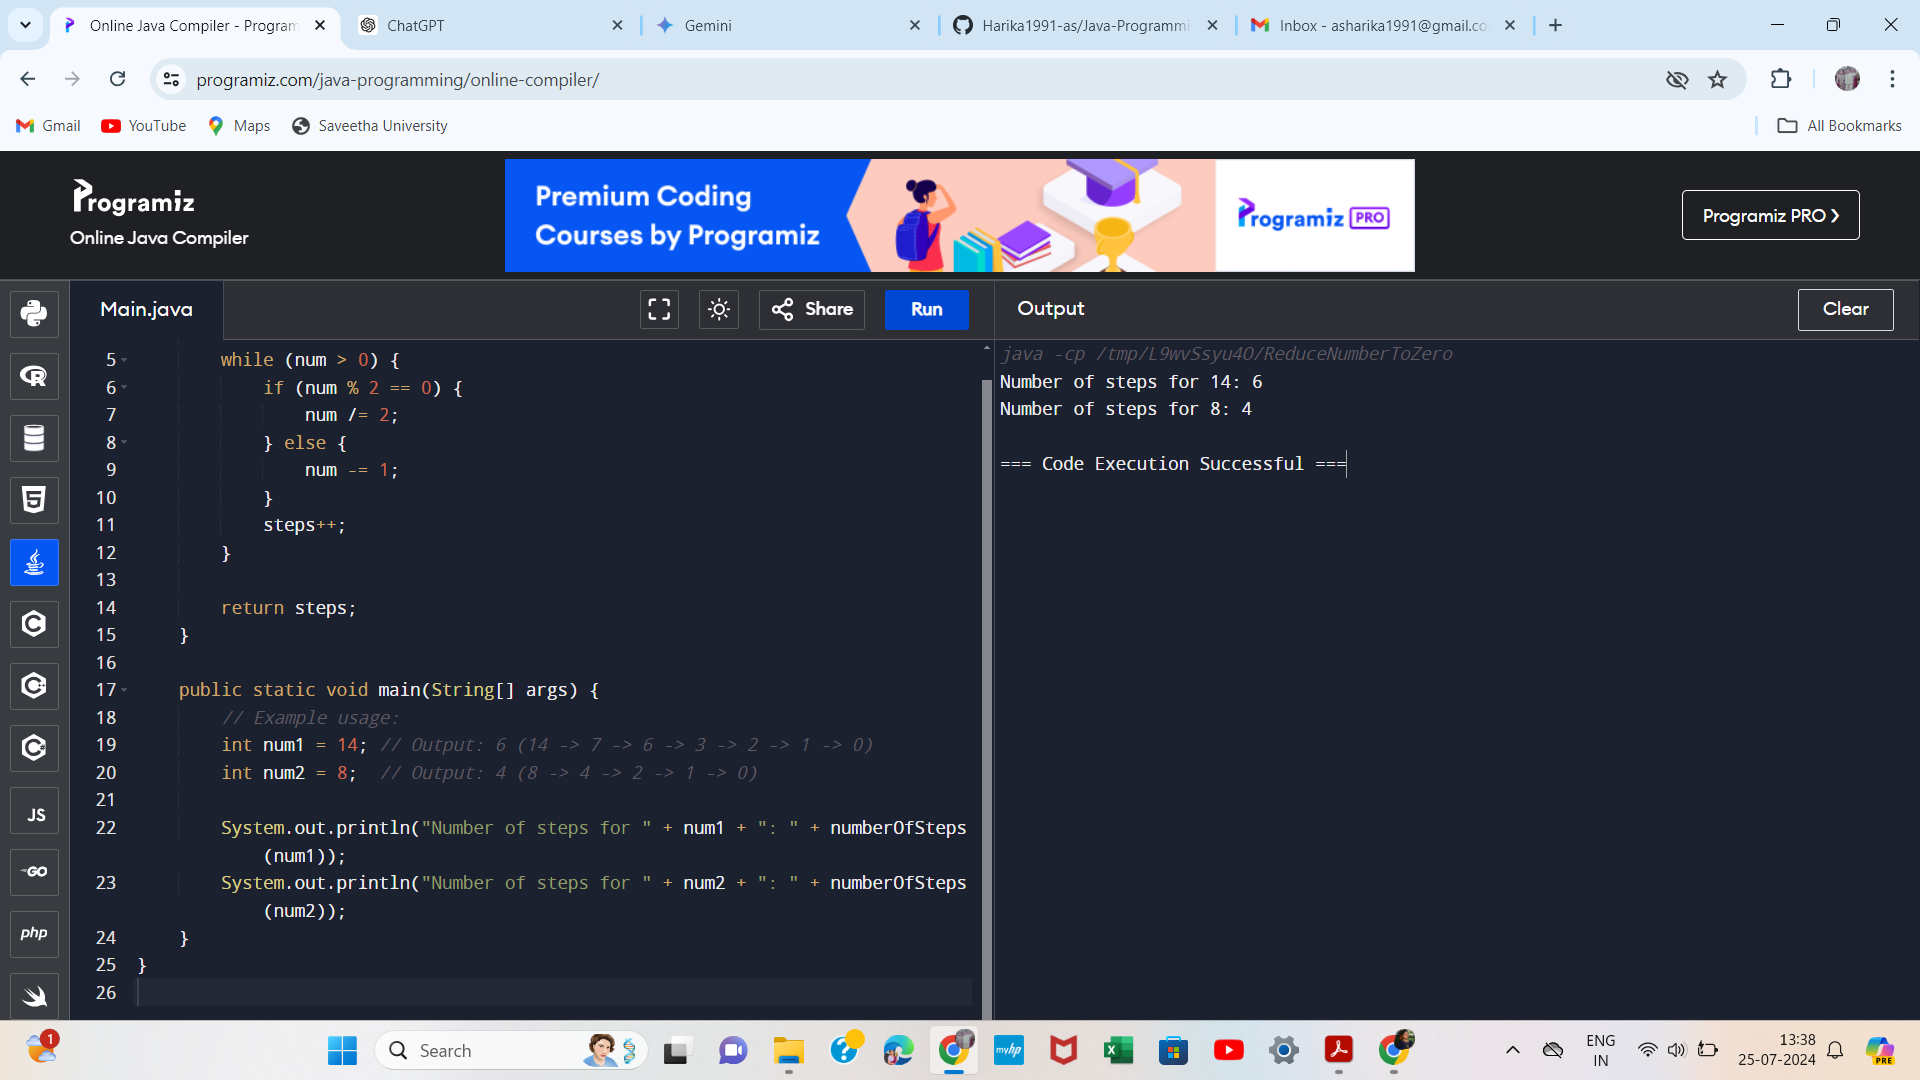 Online Java Compiler - Program
ChatGPT
Gemini
Harika1991-as/Java-Programmi
Inbox - asharika1991@gmail.co
programiz.com/java-programming/online-compiler/
Gmail
YouTube
Maps
Saveetha University
All Bookmarks
Programiz
Online Java Compiler
Premium Coding
Courses by Programiz
Programiz PRO
Programiz PRO ❯
Main.java
Share
Run
Output
Clear
5 while (num > 0) {
6 if (num % 2 == 0) {
7 num /= 2;
8 } else {
9 num -= 1;
10 }
11 steps++;
12 }
13
14 return steps;
15 }
16
17 public static void main(String[] args) {
18 // Example usage:
19 int num1 = 14; // Output: 6 (14 -> 7 -> 6 -> 3 -> 2 -> 1 -> 0)
20 int num2 = 8;  // Output: 4 (8 -> 4 -> 2 -> 1 -> 0)
21
22 System.out.println("Number of steps for " + num1 + ": " + numberOfSteps
(num1));
23 System.out.println("Number of steps for " + num2 + ": " + numberOfSteps
(num2));
24 }
25 }
26
java -cp /tmp/L9wvSsyu4O/ReduceNumberToZero
Number of steps for 14: 6
Number of steps for 8: 4
=== Code Execution Successful ===
JS
GO
php
1
Search
myhp
ENG
IN
13:38
25-07-2024
PRE